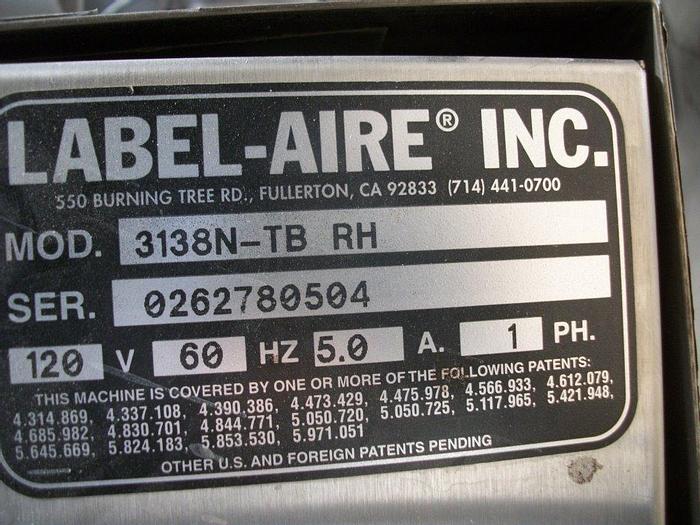 LABEL-AIRE® INC.
550 BURNING TREE RD., FULLERTON, CA 92833 (714) 441-0700
MOD. 3138N-TB RH
SER. 0262780504
120 V 60 HZ 5.0 A. 1 PH.
THIS MACHINE IS COVERED BY ONE OR MORE OF THE FOLLOWING PATENTS:
4.314.869, 4.337.108, 4.390.386, 4.473.429, 4.475.978, 4.566.933, 4.612.079,
4.685.982, 4.830.701, 4.844.771, 5.050.720, 5.050.725, 5.117.965, 5.421.948,
5.645.669, 5.824.183, 5.853.530, 5.971.051
OTHER U.S. AND FOREIGN PATENTS PENDING